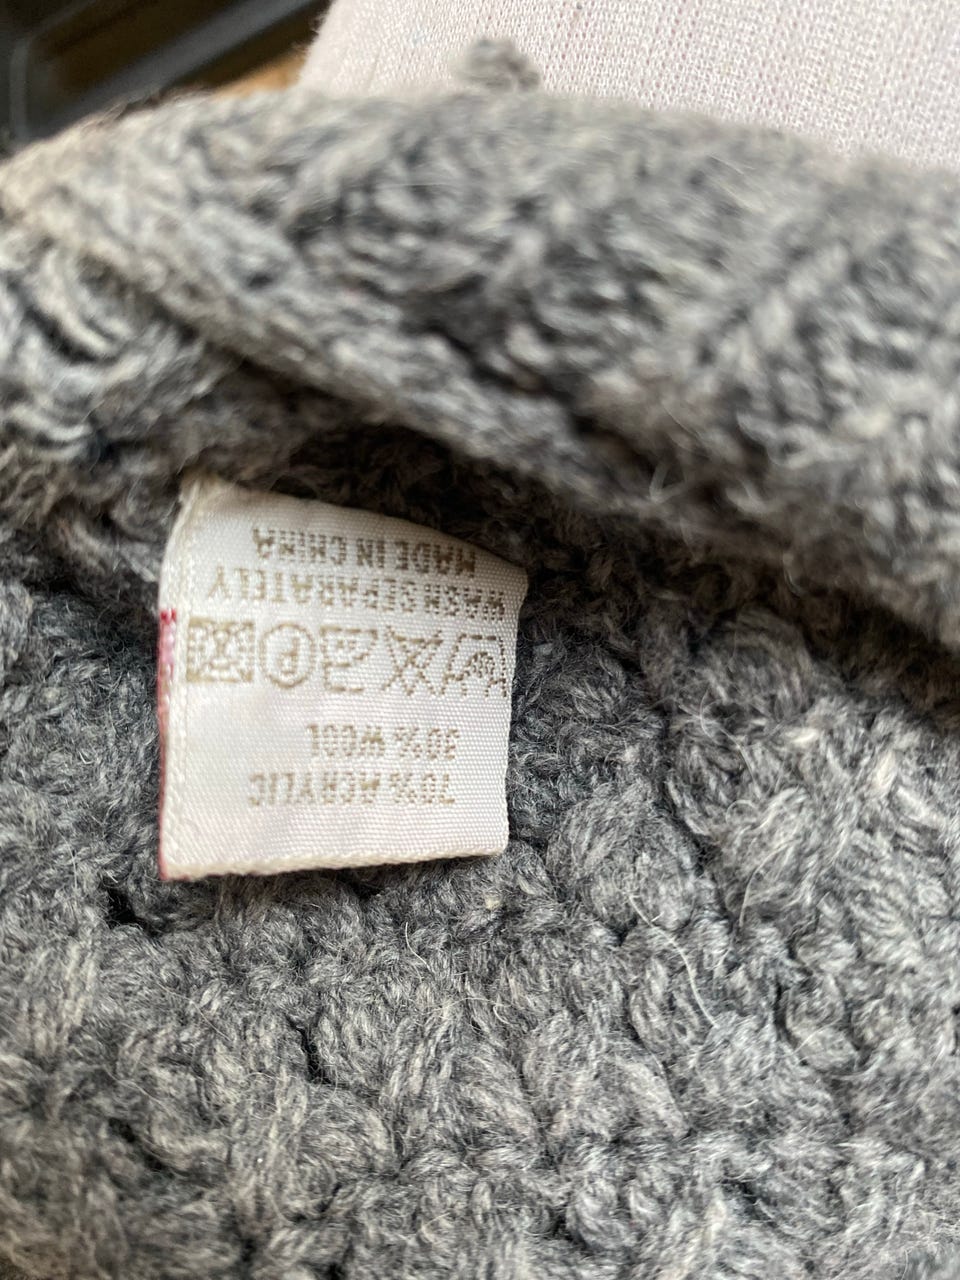 70% ACRYLIC
30% WOOL
WASH SEPARATELY
MADE IN CHINA